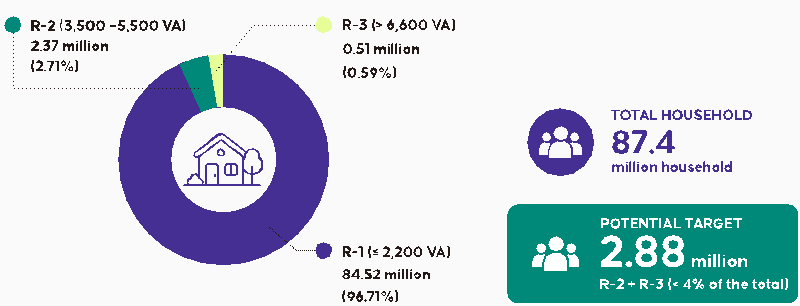 R-2 (3,500 –5,500 VA)
2.37 million
(2.71%)
R-3 (> 6,600 VA)
0.51 million
(0.59%)
R-1 (≤ 2,200 VA)
84.52 million
(96.71%)
TOTAL HOUSEHOLD
87.4
million household
POTENTIAL TARGET
2.88 million
R-2 + R-3 (< 4% of the total)